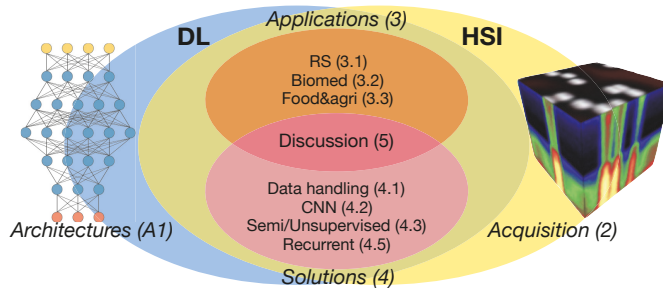 Applications (3)
DL
HSI
RS (3.1)
Biomed (3.2)
Food&agri (3.3)
Discussion (5)
Data handling (4.1)
CNN (4.2)
Semi/Unsupervised (4.3)
Recurrent (4.5)
Architectures (A1)
Acquisition (2)
Solutions (4)